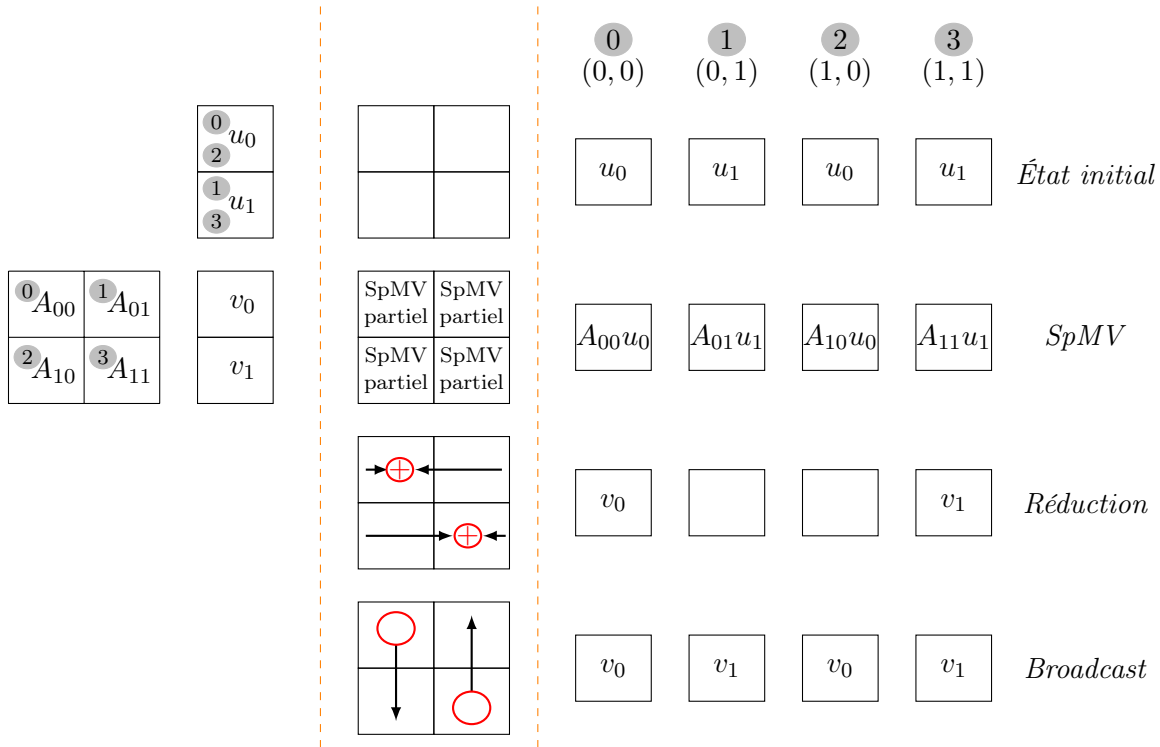 0 1 2 3
(0, 0) (0, 1) (1, 0) (1, 1)
0 u0
2
1 u1
3
u0 u1 u0 u1 État initial
0 A00 1 A01 v0
2 A10 3 A11 v1
SpMV SpMV
partiel partiel
SpMV SpMV
partiel partiel
A00u0 A01u1 A10u0 A11u1 SpMV
+
+
v0 v1 Réduction
v0 v1 v0 v1 Broadcast